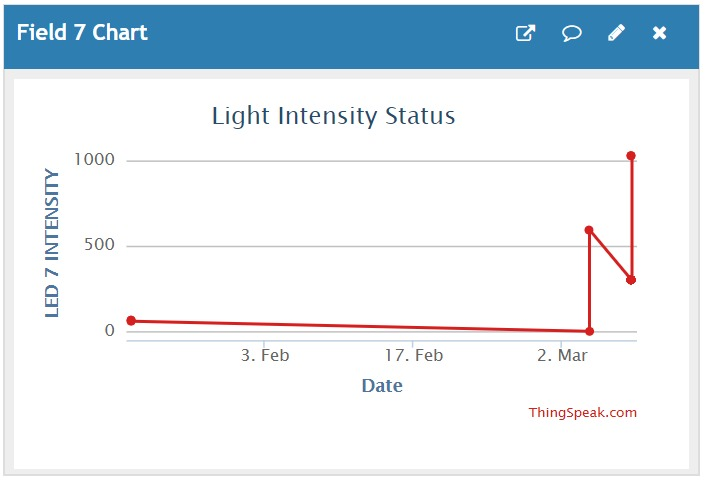 Field 7 Chart
Light Intensity Status
LED 7 INTENSITY
1000
500
0
3. Feb
17. Feb
2. Mar
Date
ThingSpeak.com